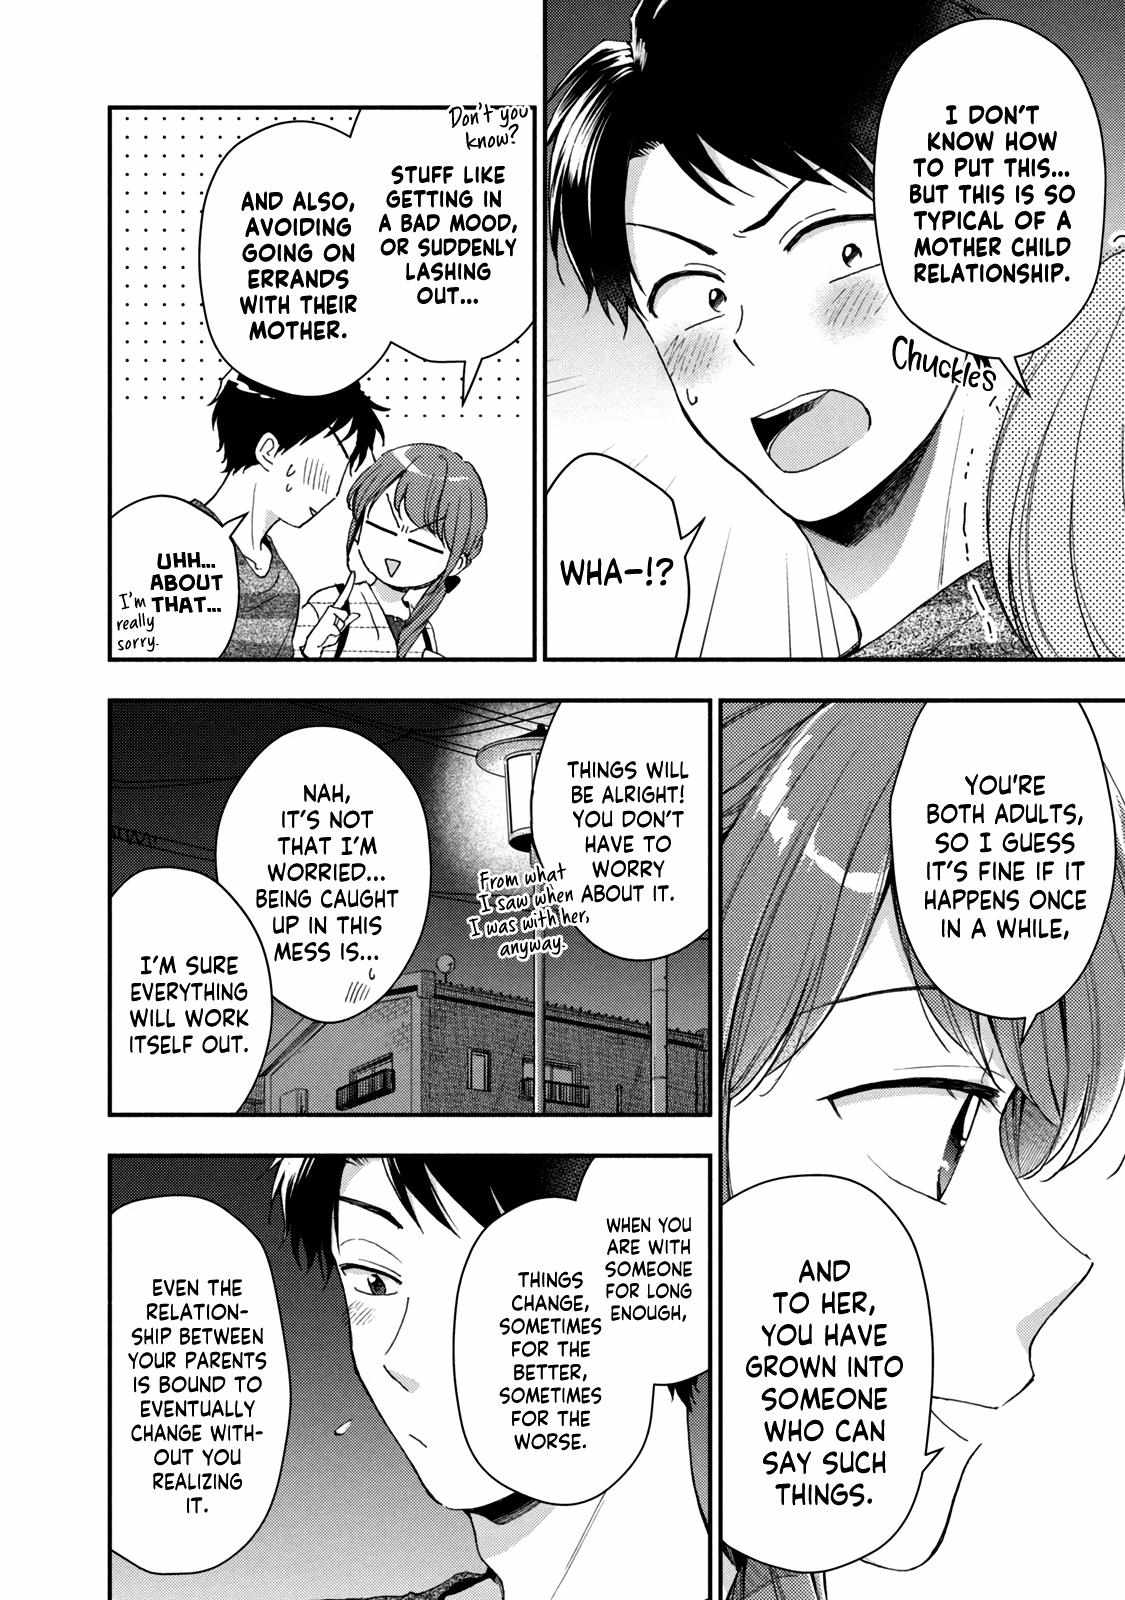 I DON'T
KNOW HOW
TO PUT THIS...
BUT THIS IS SO
TYPICAL OF A
MOTHER CHILD
RELATIONSHIP.
Chuckles
WHA-!?
Don't you
know?
STUFF LIKE
GETTING IN
A BAD MOOD,
OR SUDDENLY
LASHING
OUT...
AND ALSO,
AVOIDING
GOING ON
ERRANDS
WITH THEIR
MOTHER.
UHH...
ABOUT
THAT...
I'm
really
sorry.
YOU'RE
BOTH ADULTS,
SO I GUESS
IT'S FINE IF IT
HAPPENS ONCE
IN A WHILE,
AND
TO HER,
YOU HAVE
GROWN INTO
SOMEONE
WHO CAN
SAY SUCH
THINGS.
THINGS WILL
BE ALRIGHT!
YOU DON'T
HAVE TO
WORRY
ABOUT IT.
From what
I saw when
I was with her,
anyway.
NAH,
IT'S NOT
THAT I'M
WORRIED...
BEING CAUGHT
UP IN THIS
MESS IS...
I'M SURE
EVERYTHING
WILL WORK
ITSELF OUT.
WHEN YOU
ARE WITH
SOMEONE
FOR LONG
ENOUGH,
THINGS
CHANGE,
SOMETIMES
FOR THE
BETTER,
SOMETIMES
FOR THE
WORSE.
EVEN THE
RELATION-
SHIP BETWEEN
YOUR PARENTS
IS BOUND TO
EVENTUALLY
CHANGE WITH-
OUT YOU
REALIZING
IT.